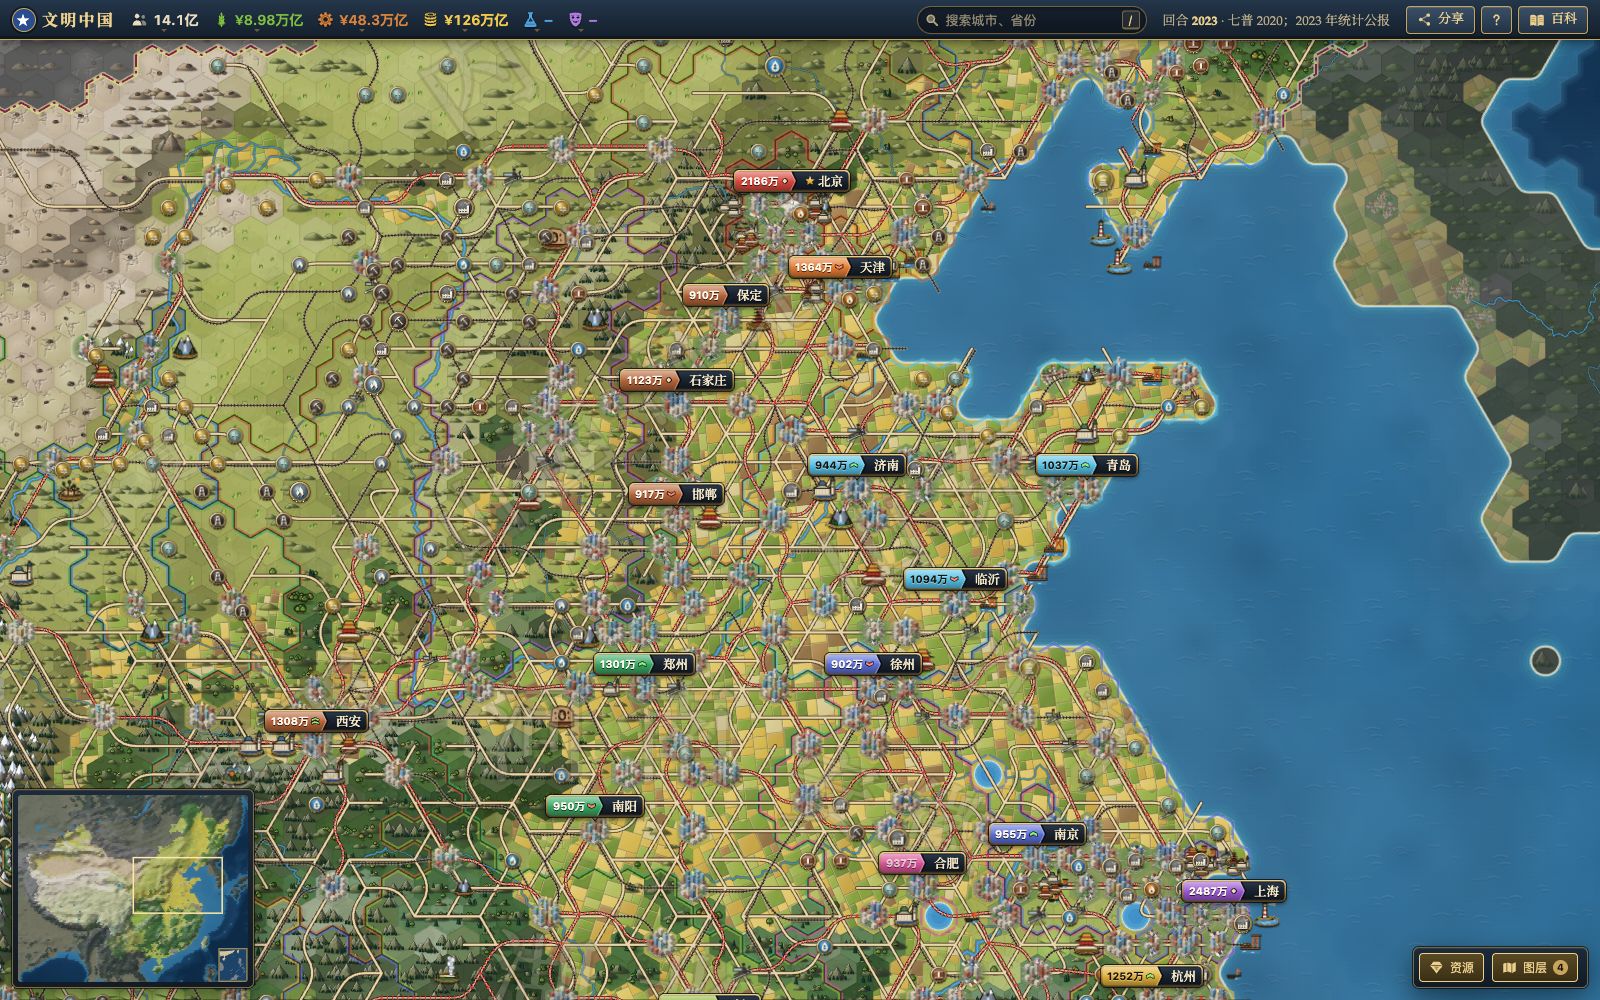 文明中国 14.1亿 ¥8.98万亿 ¥48.3万亿 ¥126万亿 – – 搜索城市、省份 / 回合 2023 · 七普 2020；2023 年统计公报 分享 ? 百科
2186万 北京
1364万 天津
910万 保定
1123万 石家庄
944万 济南
1037万 青岛
917万 邯郸
1094万 临沂
1301万 郑州
902万 徐州
1308万 西安
950万 南阳
955万 南京
937万 合肥
2487万 上海
1252万 杭州
资源 图层 4